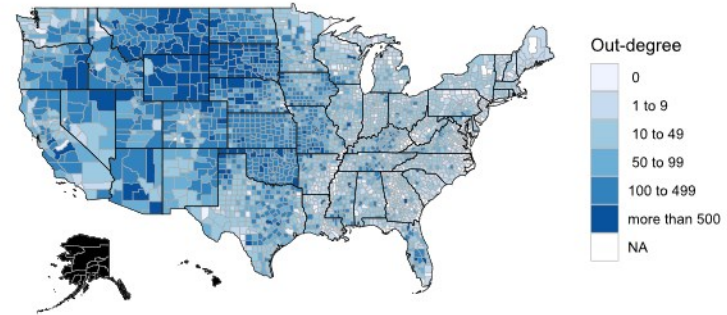 Out-degree
0
1 to 9
10 to 49
50 to 99
100 to 499
more than 500
NA